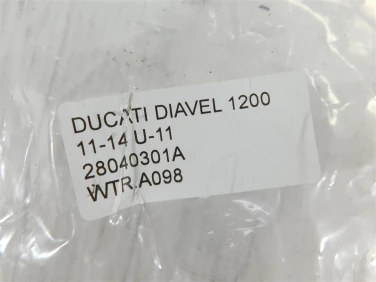 DUCATI DIAVEL 1200
11-14 U-11
28040301A
WTR.A098